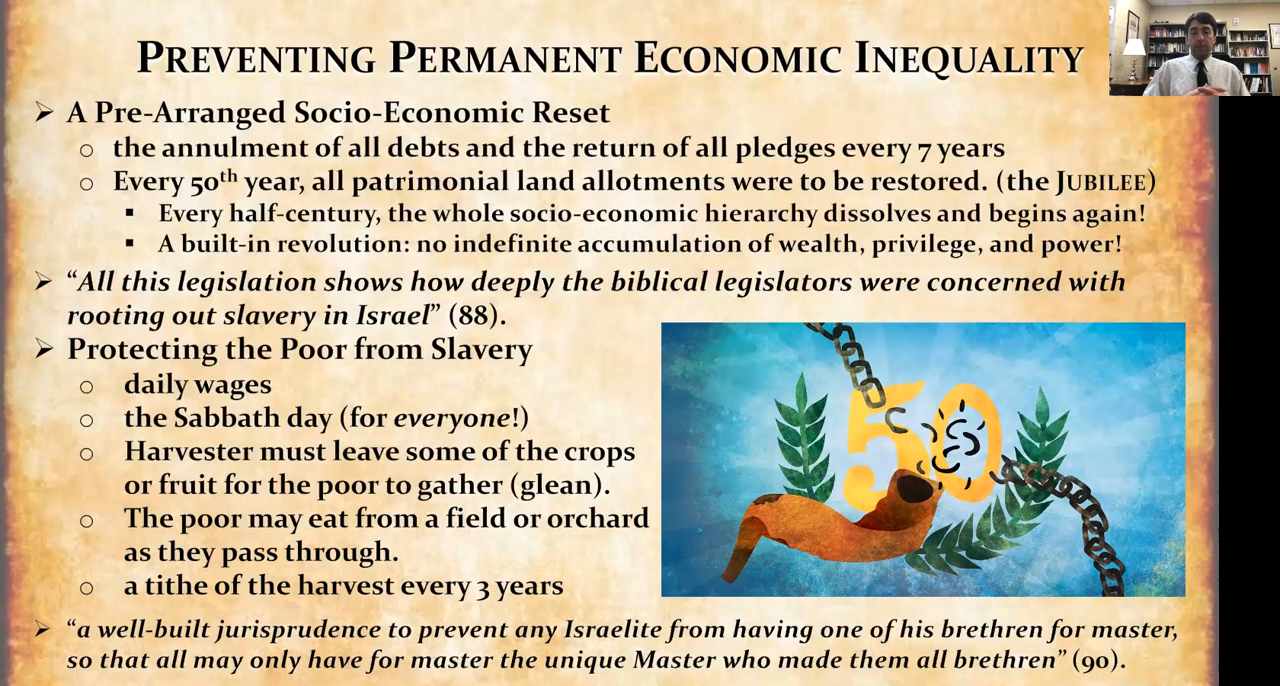 PREVENTING PERMANENT ECONOMIC INEQUALITY
➢ A Pre-Arranged Socio-Economic Reset
○ the annulment of all debts and the return of all pledges every 7 years
○ Every 50th year, all patrimonial land allotments were to be restored. (the JUBILEE)
▪ Every half-century, the whole socio-economic hierarchy dissolves and begins again!
▪ A built-in revolution: no indefinite accumulation of wealth, privilege, and power!
➢ “All this legislation shows how deeply the biblical legislators were concerned with
rooting out slavery in Israel” (88).
➢ Protecting the Poor from Slavery
○ daily wages
○ the Sabbath day (for everyone!)
○ Harvester must leave some of the crops
or fruit for the poor to gather (glean).
○ The poor may eat from a field or orchard
as they pass through.
○ a tithe of the harvest every 3 years
50
➢ “a well-built jurisprudence to prevent any Israelite from having one of his brethren for master,
so that all may only have for master the unique Master who made them all brethren” (90).